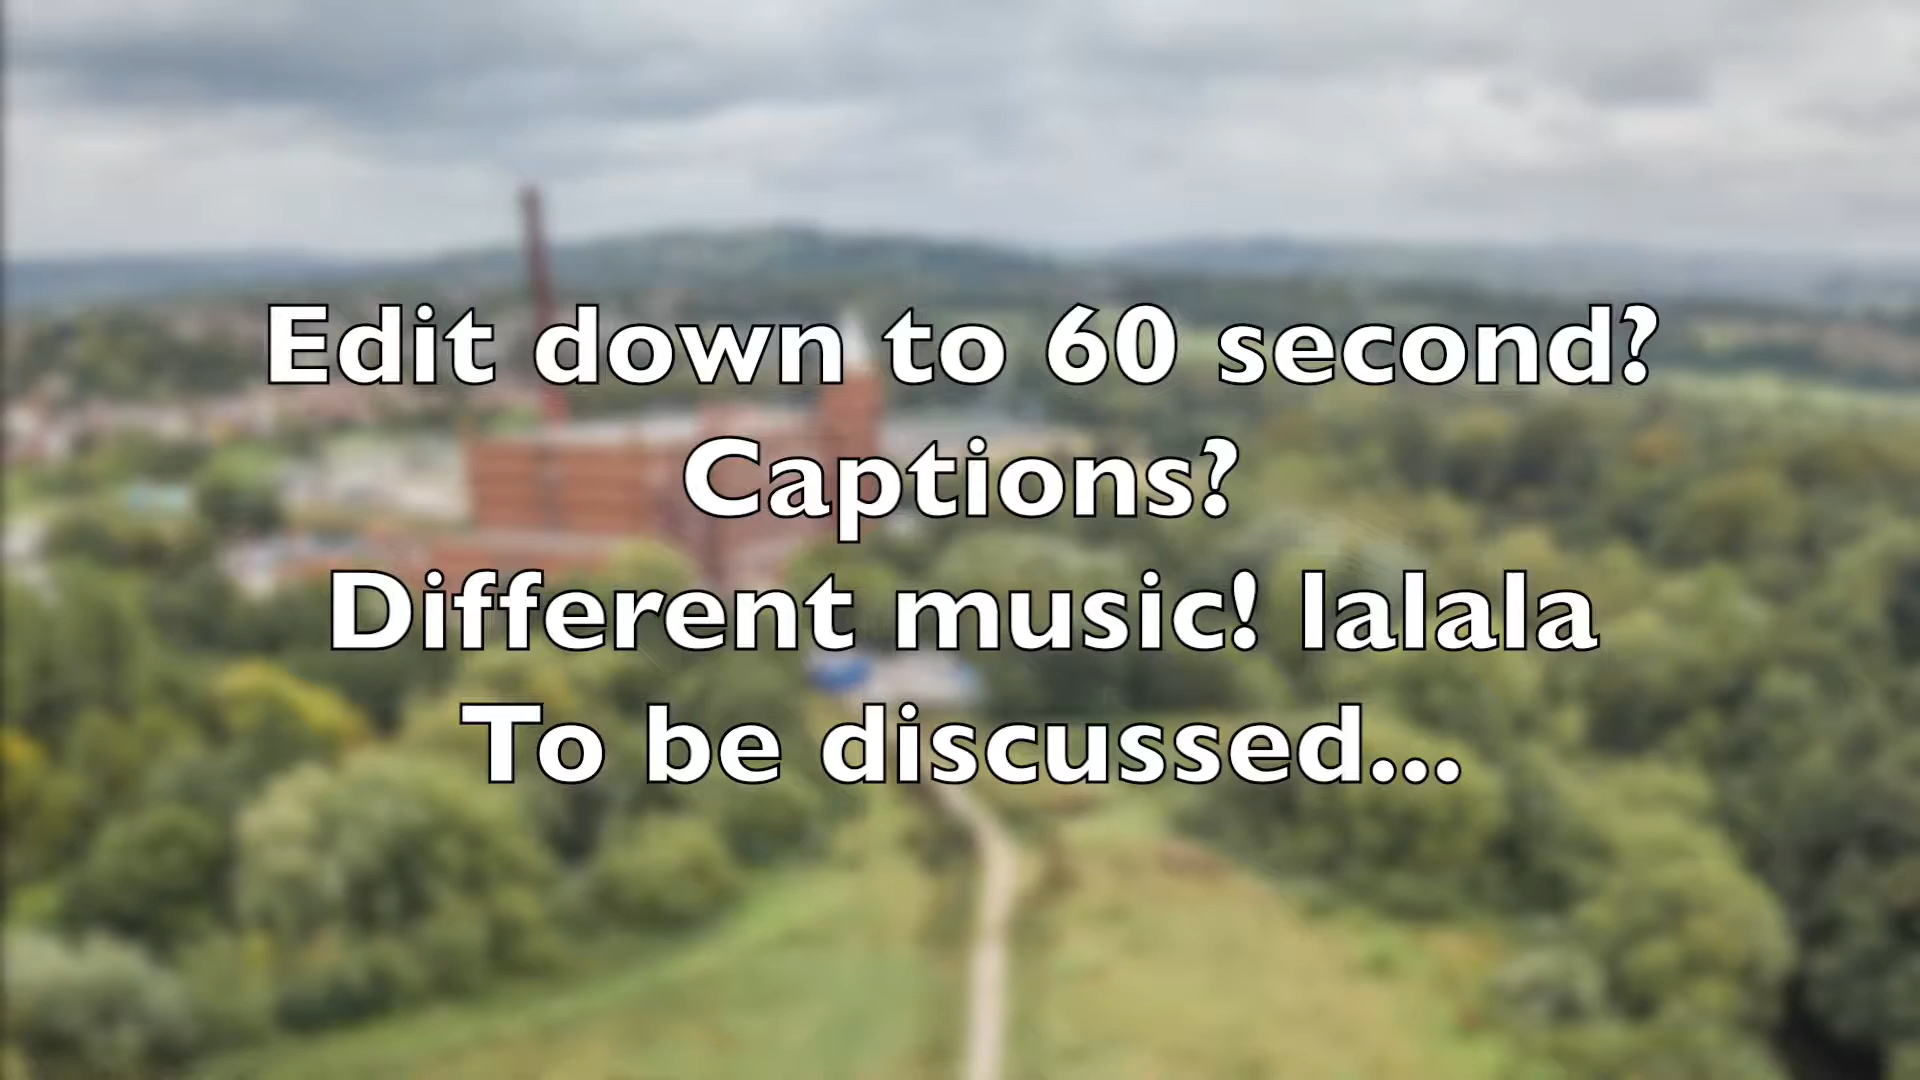 Edit down to 60 second?
Captions?
Different music! lalala
To be discussed...